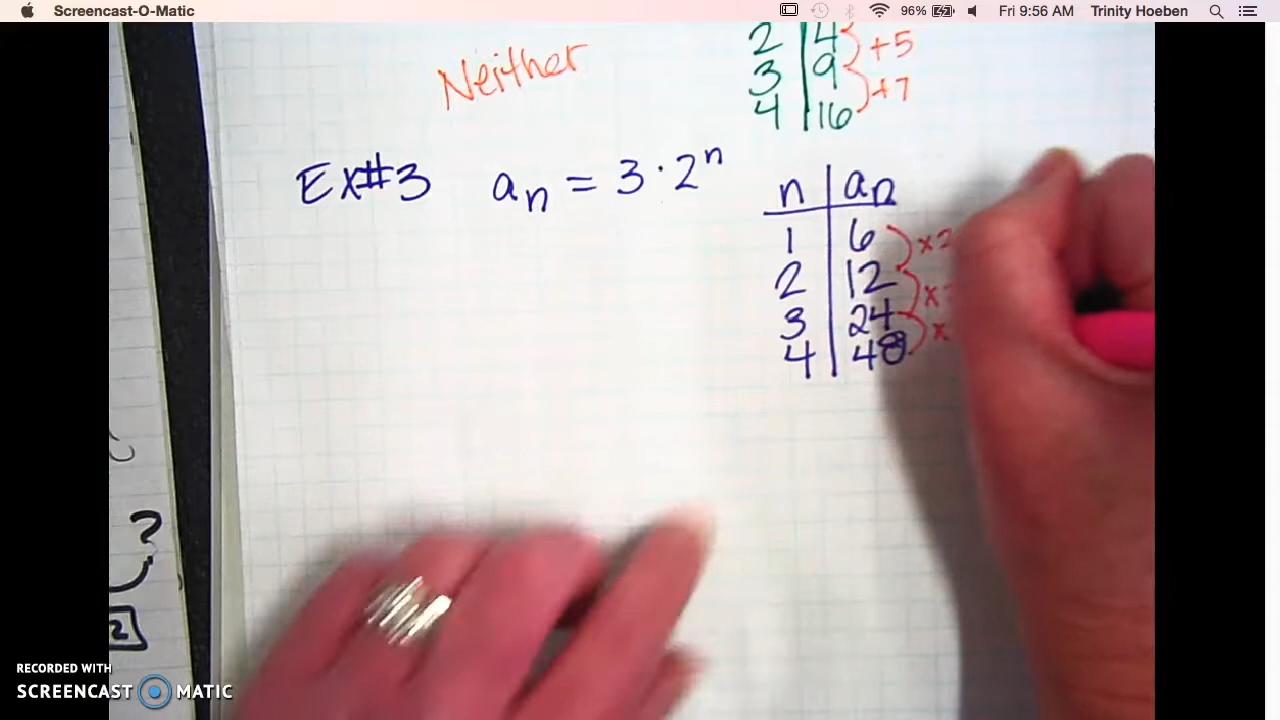 Screencast-O-Matic 96% Fri 9:56 AM Trinity Hoeben
2 4 +5
Neither
3 9 +7
4 16
Ex#3 aₙ = 3·2ⁿ
n aₙ
1 6 x2
2 12 x
3 24 x
4 48
?
2
RECORDED WITH
SCREENCAST MATIC